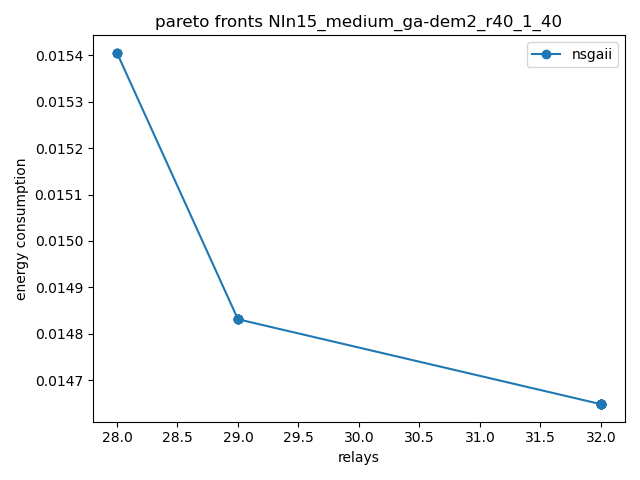 pareto fronts NIn15_medium_ga-dem2_r40_1_40
nsgaii
0.0154
0.0153
0.0152
0.0151
0.0150
0.0149
0.0148
0.0147
energy consumption
28.0 28.5 29.0 29.5 30.0 30.5 31.0 31.5 32.0
relays